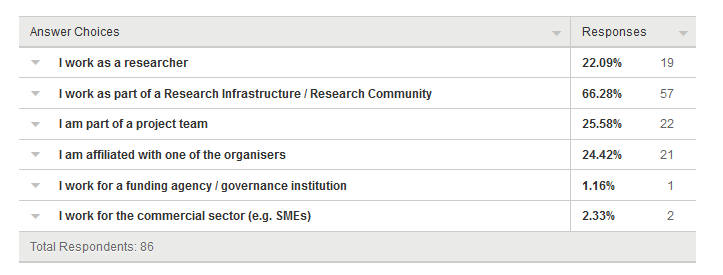 Answer Choices Responses
I work as a researcher 22.09% 19
I work as part of a Research Infrastructure / Research Community 66.28% 57
I am part of a project team 25.58% 22
I am affiliated with one of the organisers 24.42% 21
I work for a funding agency / governance institution 1.16% 1
I work for the commercial sector (e.g. SMEs) 2.33% 2
Total Respondents: 86